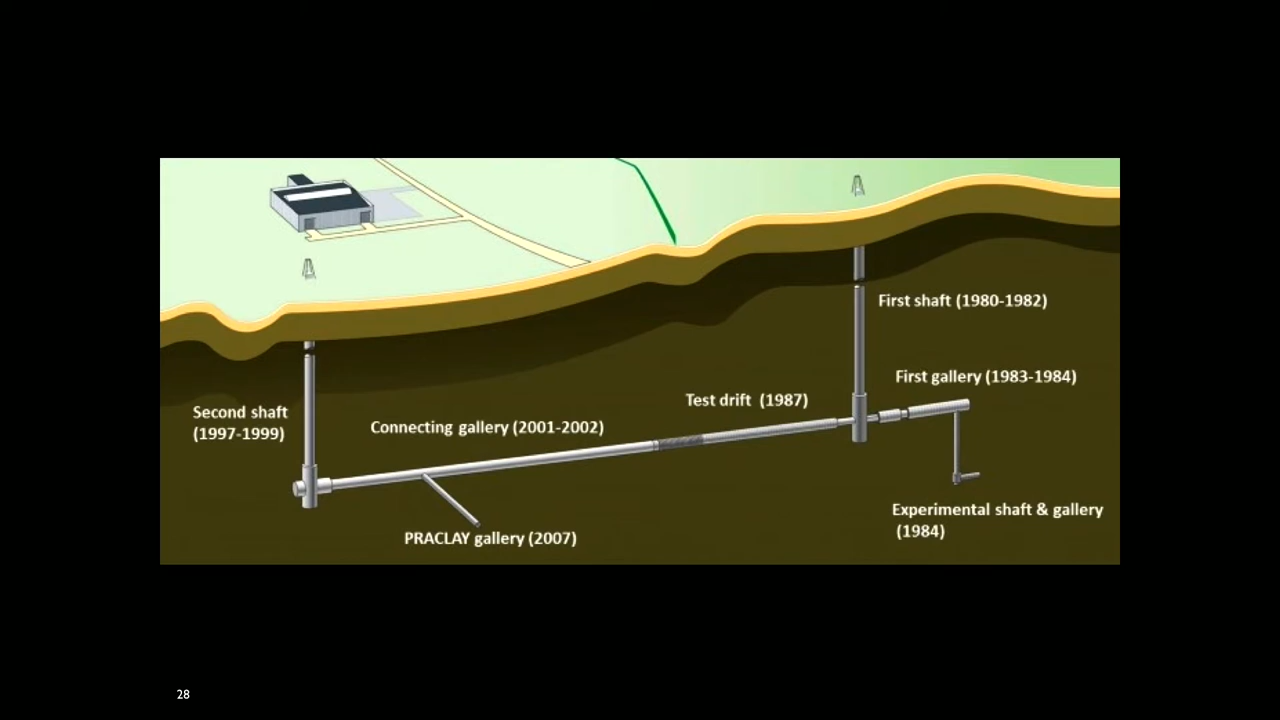 First shaft (1980-1982)
First gallery (1983-1984)
Test drift (1987)
Second shaft
(1997-1999)
Connecting gallery (2001-2002)
Experimental shaft & gallery
(1984)
PRACLAY gallery (2007)
28